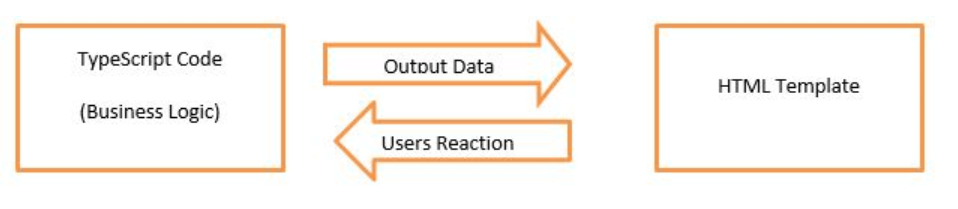 TypeScript Code
(Business Logic)
Output Data
Users Reaction
HTML Template